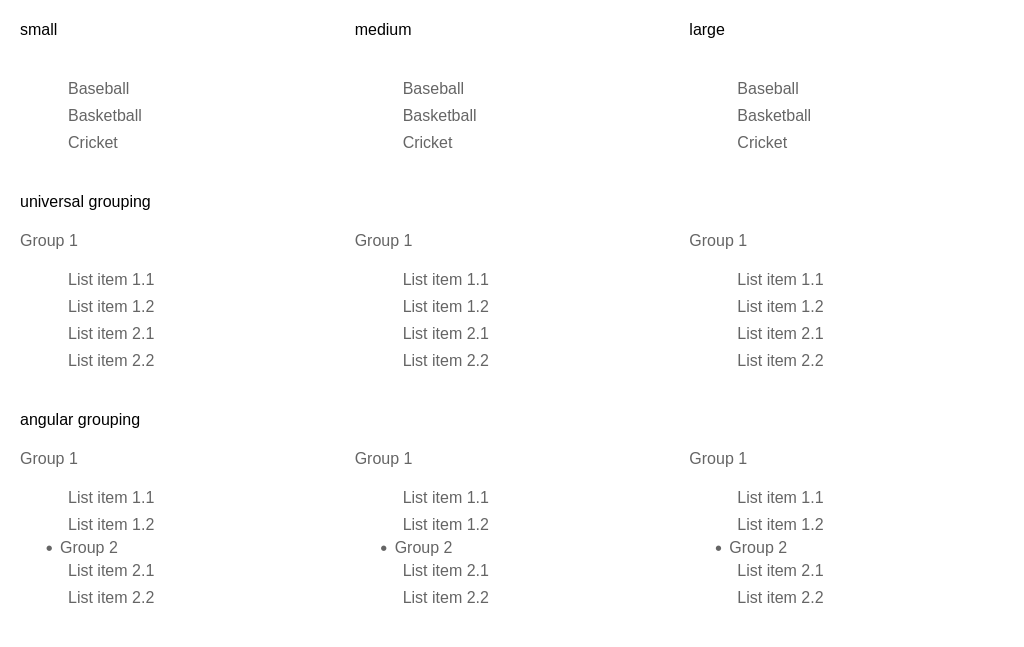 small medium large
Baseball Baseball Baseball
Basketball Basketball Basketball
Cricket Cricket Cricket
universal grouping
Group 1 Group 1 Group 1
List item 1.1 List item 1.1 List item 1.1
List item 1.2 List item 1.2 List item 1.2
List item 2.1 List item 2.1 List item 2.1
List item 2.2 List item 2.2 List item 2.2
angular grouping
Group 1 Group 1 Group 1
List item 1.1 List item 1.1 List item 1.1
List item 1.2 List item 1.2 List item 1.2
• Group 2 • Group 2 • Group 2
List item 2.1 List item 2.1 List item 2.1
List item 2.2 List item 2.2 List item 2.2